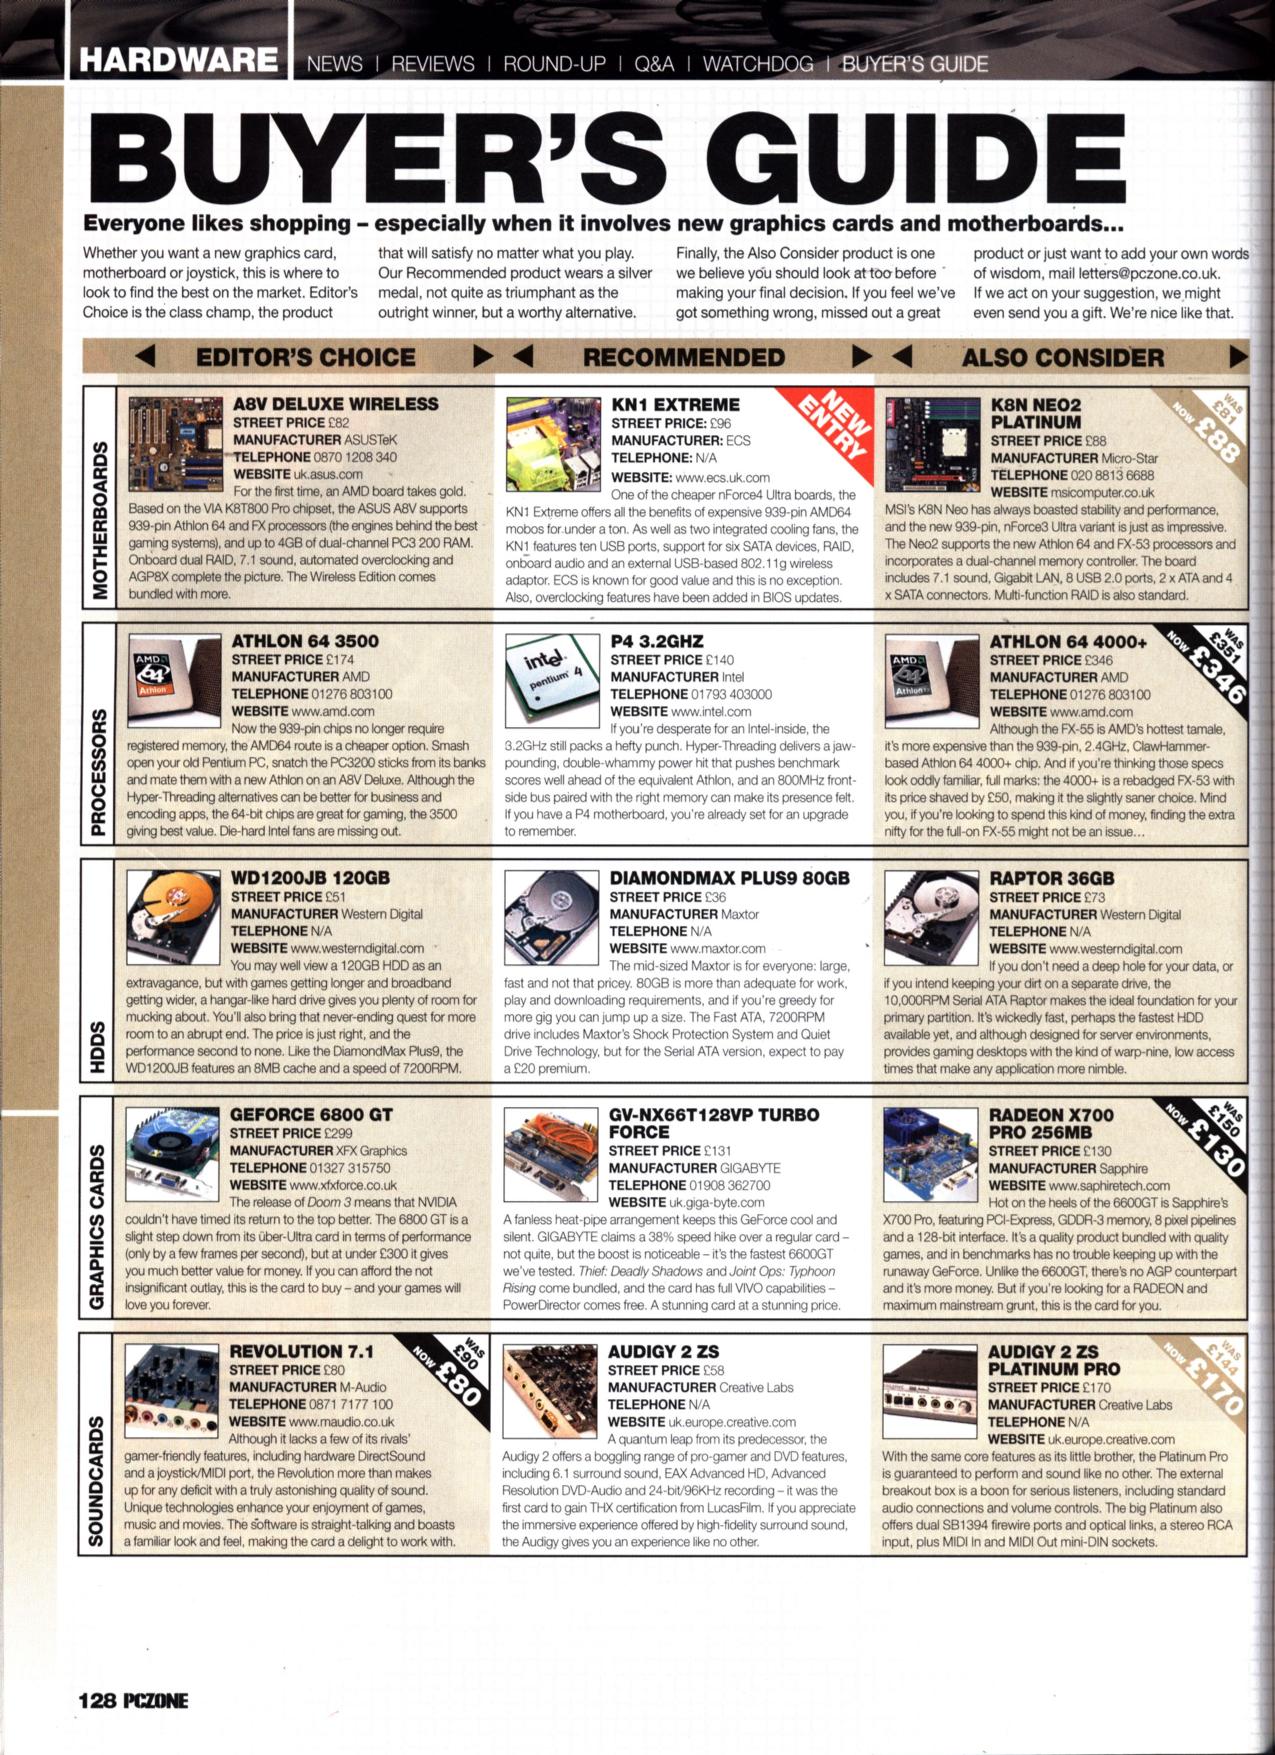 HARDWARE NEWS | REVIEWS | ROUND-UP | Q&A | WATCHDOG | BUYER'S GUIDE
BUYER'S GUIDE
Everyone likes shopping – especially when it involves new graphics cards and motherboards...
Whether you want a new graphics card,
motherboard or joystick, this is where to
look to find the best on the market. Editor's
Choice is the class champ, the product
that will satisfy no matter what you play.
Our Recommended product wears a silver
medal, not quite as triumphant as the
outright winner, but a worthy alternative.
Finally, the Also Consider product is one
we believe you should look at too before
making your final decision. If you feel we've
got something wrong, missed out a great
product or just want to add your own words
of wisdom, mail letters@pczone.co.uk.
If we act on your suggestion, we might
even send you a gift. We're nice like that.
EDITOR'S CHOICE
RECOMMENDED
ALSO CONSIDER
MOTHERBOARDS
A8V DELUXE WIRELESS
STREET PRICE £82
MANUFACTURER ASUSTeK
TELEPHONE 0870 1208 340
WEBSITE uk.asus.com
For the first time, an AMD board takes gold.
Based on the VIA K8T800 Pro chipset, the ASUS A8V supports
939-pin Athlon 64 and FX processors (the engines behind the best
gaming systems), and up to 4GB of dual-channel PC3 200 RAM.
Onboard dual RAID, 7.1 sound, automated overclocking and
AGP8X complete the picture. The Wireless Edition comes
bundled with more.
KN1 EXTREME
STREET PRICE: £96
MANUFACTURER: ECS
TELEPHONE: N/A
WEBSITE: www.ecs.uk.com
NEW
ENTRY
One of the cheaper nForce4 Ultra boards, the
KN1 Extreme offers all the benefits of expensive 939-pin AMD64
mobos for under a ton. As well as two integrated cooling fans, the
KN1 features ten USB ports, support for six SATA devices, RAID,
onboard audio and an external USB-based 802.11g wireless
adaptor. ECS is known for good value and this is no exception.
Also, overclocking features have been added in BIOS updates.
K8N NEO2
PLATINUM
STREET PRICE £88
MANUFACTURER Micro-Star
TELEPHONE 020 8813 6688
WEBSITE msicomputer.co.uk
WAS
£81
NOW £88
MSI's K8N Neo has always boasted stability and performance,
and the new 939-pin, nForce3 Ultra variant is just as impressive.
The Neo2 supports the new Athlon 64 and FX-53 processors and
incorporates a dual-channel memory controller. The board
includes 7.1 sound, Gigabit LAN, 8 USB 2.0 ports, 2 x ATA and 4
x SATA connectors. Multi-function RAID is also standard.
PROCESSORS
AMD
64
Athlon
ATHLON 64 3500
STREET PRICE £174
MANUFACTURER AMD
TELEPHONE 01276 803100
WEBSITE www.amd.com
Now the 939-pin chips no longer require
registered memory, the AMD64 route is a cheaper option. Smash
open your old Pentium PC, snatch the PC3200 sticks from its banks
and mate them with a new Athlon on an A8V Deluxe. Although the
Hyper-Threading alternatives can be better for business and
encoding apps, the 64-bit chips are great for gaming, the 3500
giving best value. Die-hard Intel fans are missing out.
intel
pentium 4
P4 3.2GHZ
STREET PRICE £140
MANUFACTURER Intel
TELEPHONE 01793 403000
WEBSITE www.intel.com
If you're desperate for an Intel-inside, the
3.2GHz still packs a hefty punch. Hyper-Threading delivers a jaw-
pounding, double-whammy power hit that pushes benchmark
scores well ahead of the equivalent Athlon, and an 800MHz front-
side bus paired with the right memory can make its presence felt.
If you have a P4 motherboard, you're already set for an upgrade
to remember.
AMD
64
Athlon
ATHLON 64 4000+
STREET PRICE £346
MANUFACTURER AMD
TELEPHONE 01276 803100
WEBSITE www.amd.com
WAS
£351
NOW £346
Although the FX-55 is AMD's hottest tamale,
it's more expensive than the 939-pin, 2.4GHz, ClawHammer-
based Athlon 64 4000+ chip. And if you're thinking those specs
look oddly familiar, full marks: the 4000+ is a rebadged FX-53 with
its price shaved by £50, making it the slightly saner choice. Mind
you, if you're looking to spend this kind of money, finding the extra
nifty for the full-on FX-55 might not be an issue...
HDDS
WD1200JB 120GB
STREET PRICE £51
MANUFACTURER Western Digital
TELEPHONE N/A
WEBSITE www.westerndigital.com
You may well view a 120GB HDD as an
extravagance, but with games getting longer and broadband
getting wider, a hangar-like hard drive gives you plenty of room for
mucking about. You'll also bring that never-ending quest for more
room to an abrupt end. The price is just right, and the
performance second to none. Like the DiamondMax Plus9, the
WD1200JB features an 8MB cache and a speed of 7200RPM.
DIAMONDMAX PLUS9 80GB
STREET PRICE £36
MANUFACTURER Maxtor
TELEPHONE N/A
WEBSITE www.maxtor.com
The mid-sized Maxtor is for everyone: large,
fast and not that pricey. 80GB is more than adequate for work,
play and downloading requirements, and if you're greedy for
more gig you can jump up a size. The Fast ATA, 7200RPM
drive includes Maxtor's Shock Protection System and Quiet
Drive Technology, but for the Serial ATA version, expect to pay
a £20 premium.
RAPTOR 36GB
STREET PRICE £73
MANUFACTURER Western Digital
TELEPHONE N/A
WEBSITE www.westerndigital.com
If you don't need a deep hole for your data, or
if you intend keeping your dirt on a separate drive, the
10,000RPM Serial ATA Raptor makes the ideal foundation for your
primary partition. It's wickedly fast, perhaps the fastest HDD
available yet, and although designed for server environments,
provides gaming desktops with the kind of warp-nine, low access
times that make any application more nimble.
GRAPHICS CARDS
GEFORCE 6800 GT
STREET PRICE £299
MANUFACTURER XFX Graphics
TELEPHONE 01327 315750
WEBSITE www.xfxforce.co.uk
The release of Doom 3 means that NVIDIA
couldn't have timed its return to the top better. The 6800 GT is a
slight step down from its über-Ultra card in terms of performance
(only by a few frames per second), but at under £300 it gives
you much better value for money. If you can afford the not
insignificant outlay, this is the card to buy – and your games will
love you forever.
GV-NX66T128VP TURBO
FORCE
STREET PRICE £131
MANUFACTURER GIGABYTE
TELEPHONE 01908 362700
WEBSITE uk.giga-byte.com
A fanless heat-pipe arrangement keeps this GeForce cool and
silent. GIGABYTE claims a 38% speed hike over a regular card –
not quite, but the boost is noticeable – it's the fastest 6600GT
we've tested. Thief: Deadly Shadows and Joint Ops: Typhoon
Rising come bundled, and the card has full VIVO capabilities –
PowerDirector comes free. A stunning card at a stunning price.
RADEON X700
PRO 256MB
STREET PRICE £130
MANUFACTURER Sapphire
WEBSITE www.saphiretech.com
WAS
£150
NOW £130
Hot on the heels of the 6600GT is Sapphire's
X700 Pro, featuring PCI-Express, GDDR-3 memory, 8 pixel pipelines
and a 128-bit interface. It's a quality product bundled with quality
games, and in benchmarks has no trouble keeping up with the
runaway GeForce. Unlike the 6600GT, there's no AGP counterpart
and it's more money. But if you're looking for a RADEON and
maximum mainstream grunt, this is the card for you.
SOUNDCARDS
REVOLUTION 7.1
STREET PRICE £80
MANUFACTURER M-Audio
TELEPHONE 0871 7177 100
WEBSITE www.maudio.co.uk
WAS
£90
NOW £80
Although it lacks a few of its rivals'
gamer-friendly features, including hardware DirectSound
and a joystick/MIDI port, the Revolution more than makes
up for any deficit with a truly astonishing quality of sound.
Unique technologies enhance your enjoyment of games,
music and movies. The software is straight-talking and boasts
a familiar look and feel, making the card a delight to work with.
AUDIGY 2 ZS
STREET PRICE £58
MANUFACTURER Creative Labs
TELEPHONE N/A
WEBSITE uk.europe.creative.com
A quantum leap from its predecessor, the
Audigy 2 offers a boggling range of pro-gamer and DVD features,
including 6.1 surround sound, EAX Advanced HD, Advanced
Resolution DVD-Audio and 24-bit/96KHz recording – it was the
first card to gain THX certification from LucasFilm. If you appreciate
the immersive experience offered by high-fidelity surround sound,
the Audigy gives you an experience like no other.
AUDIGY 2 ZS
PLATINUM PRO
STREET PRICE £170
MANUFACTURER Creative Labs
TELEPHONE N/A
WEBSITE uk.europe.creative.com
WAS
£144
NOW £170
With the same core features as its little brother, the Platinum Pro
is guaranteed to perform and sound like no other. The external
breakout box is a boon for serious listeners, including standard
audio connections and volume controls. The big Platinum also
offers dual SB1394 firewire ports and optical links, a stereo RCA
input, plus MIDI In and MIDI Out mini-DIN sockets.
128 PCZONE